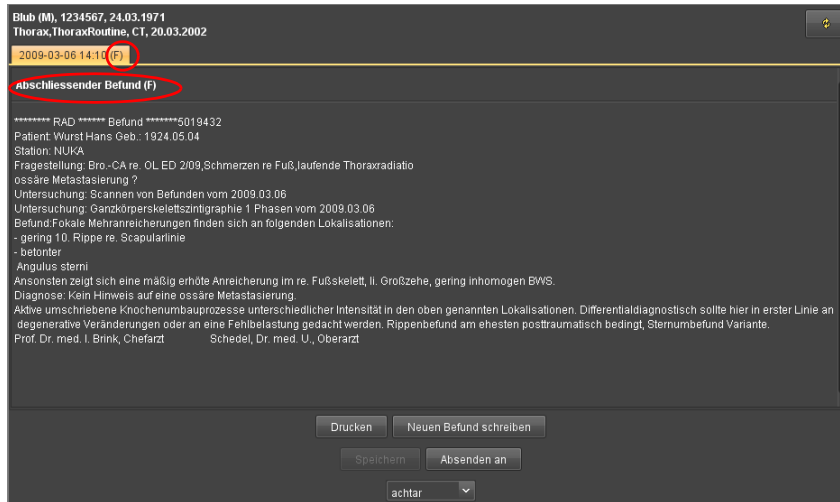 Blub (M), 1234567, 24.03.1971
Thorax,ThoraxRoutine, CT, 20.03.2002
2009-03-06 14:10 (F)
Abschliessender Befund (F)
******** RAD ****** Befund *******5019432
Patient: Wurst Hans Geb.: 1924.05.04
Station: NUKA
Fragestellung: Bro.-CA re. OL ED 2/09,Schmerzen re Fuß,laufende Thoraxradiatio
ossäre Metastasierung ?
Untersuchung: Scannen von Befunden vom 2009.03.06
Untersuchung: Ganzkörperskelettszintigraphie 1 Phasen vom 2009.03.06
Befund:Fokale Mehranreicherungen finden sich an folgenden Lokalisationen:
- gering 10. Rippe re. Scapularlinie
- betonter
Angulus sterni
Ansonsten zeigt sich eine mäßig erhöte Anreicherung im re. Fußskelett, li. Großzehe, gering inhomogen BWS.
Diagnose: Kein Hinweis auf eine ossäre Metastasierung.
Aktive umschriebene Knochenumbauprozesse unterschiedlicher Intensität in den oben genannten Lokalisationen. Differentialdiagnostisch sollte hier in erster Linie an
degenerative Veränderungen oder an eine Fehlbelastung gedacht werden. Rippenbefund am ehesten posttraumatisch bedingt, Sternumbefund Variante.
Prof. Dr. med. I. Brink, Chefarzt Schedel, Dr. med. U., Oberarzt
Drucken Neuen Befund schreiben
Speichern Absenden an
achtar